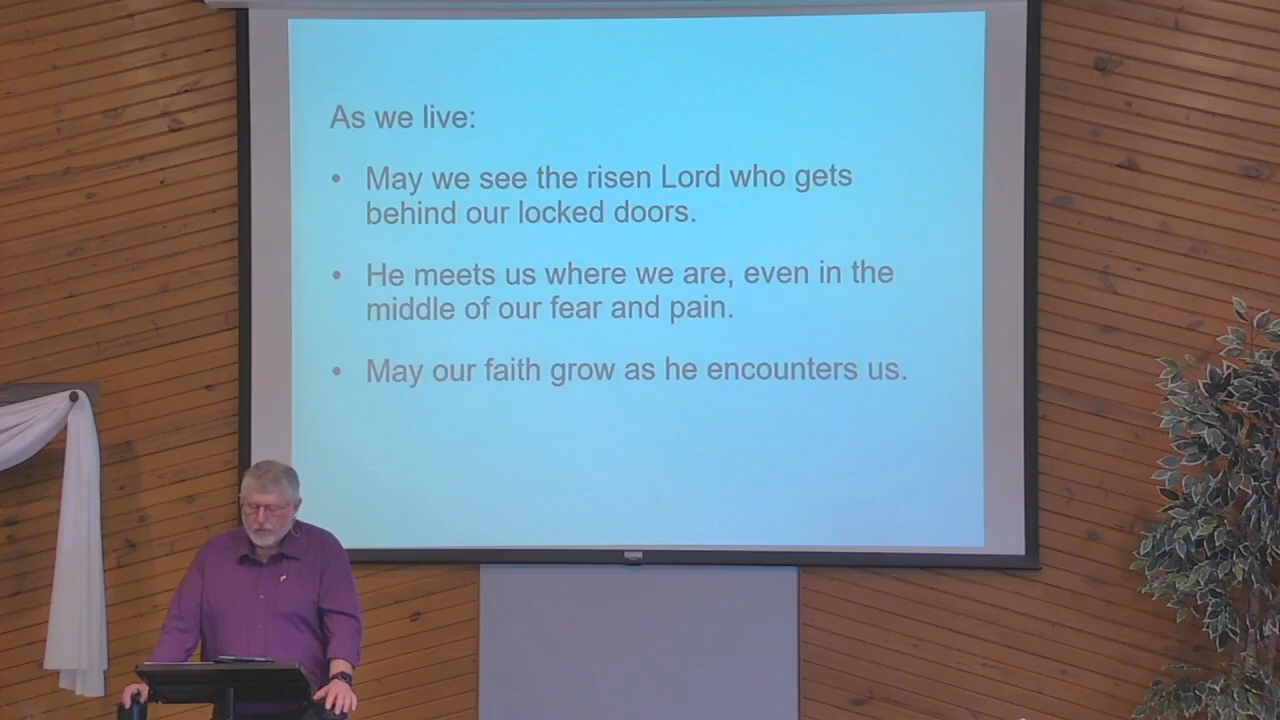 As we live:
• May we see the risen Lord who gets
behind our locked doors.
• He meets us where we are, even in the
middle of our fear and pain.
• May our faith grow as he encounters us.